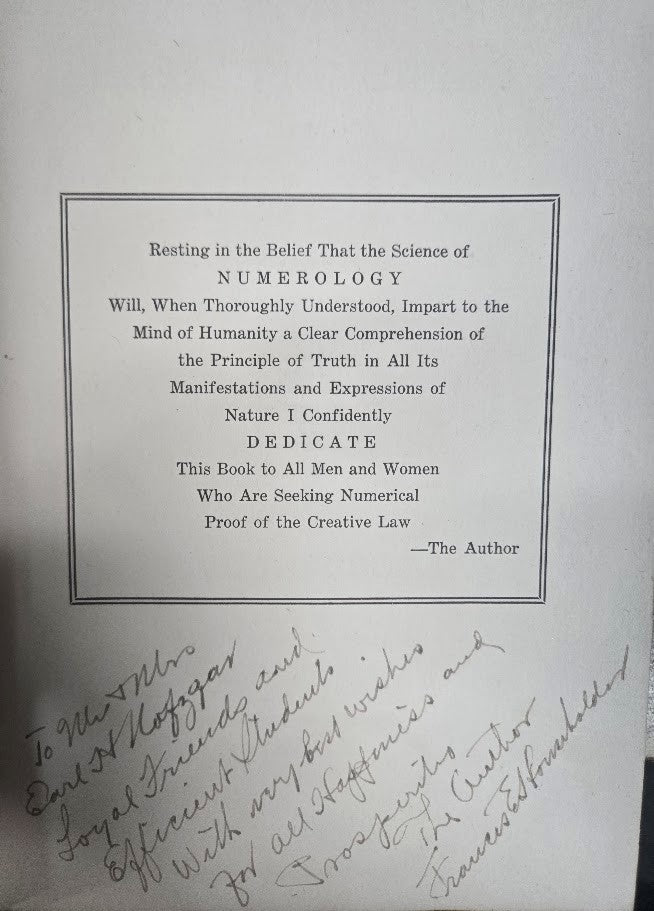 Resting in the Belief That the Science of
NUMEROLOGY
Will, When Thoroughly Understood, Impart to the
Mind of Humanity a Clear Comprehension of
the Principle of Truth in All Its
Manifestations and Expressions of
Nature I Confidently
DEDICATE
This Book to All Men and Women
Who Are Seeking Numerical
Proof of the Creative Law
—The Author
To Mr & Mrs
Earl H
Loyal Friends and
Efficient Students
With very best wishes
for all Happiness and
Prosperity
The Author
Frances E Householder